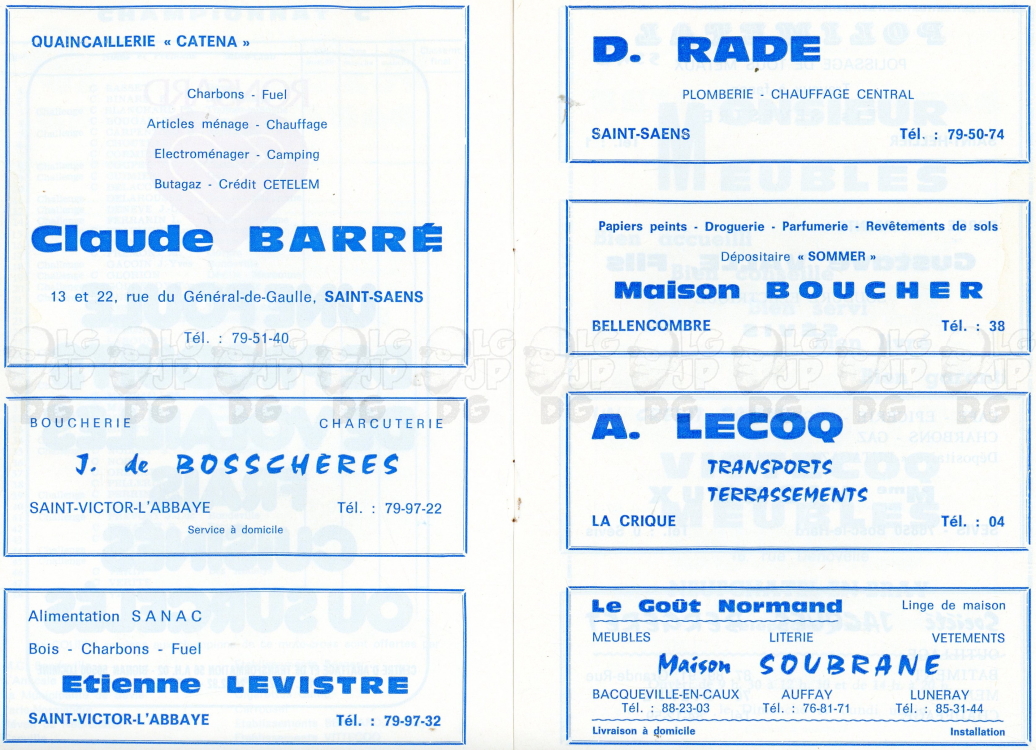 QUAINCAILLERIE « CATENA »
Charbons - Fuel
Articles ménage - Chauffage
Electroménager - Camping
Butagaz - Crédit CETELEM
Claude BARRÉ
13 et 22, rue du Général-de-Gaulle, SAINT-SAENS
Tél. : 79-51-40
BOUCHERIE CHARCUTERIE
J. de BOSSCHÈRES
SAINT-VICTOR-L'ABBAYE Tél. : 79-97-22
Service à domicile
Alimentation SANAC
Bois - Charbons - Fuel
Etienne LEVISTRE
SAINT-VICTOR-L'ABBAYE Tél. : 79-97-32
D. RADE
PLOMBERIE - CHAUFFAGE CENTRAL
SAINT-SAENS Tél. : 79-50-74
Papiers peints - Droguerie - Parfumerie - Revêtements de sols
Dépositaire « SOMMER »
Maison BOUCHER
BELLENCOMBRE Tél. : 38
A. LECOQ
TRANSPORTS
TERRASSEMENTS
LA CRIQUE Tél. : 04
Le Goût Normand Linge de maison
MEUBLES LITERIE VETEMENTS
Maison SOUBRANE
BACQUEVILLE-EN-CAUX AUFFAY LUNERAY
Tél. : 88-23-03 Tél. : 76-81-71 Tél. : 85-31-44
Livraison à domicile Installation
LG JP DG